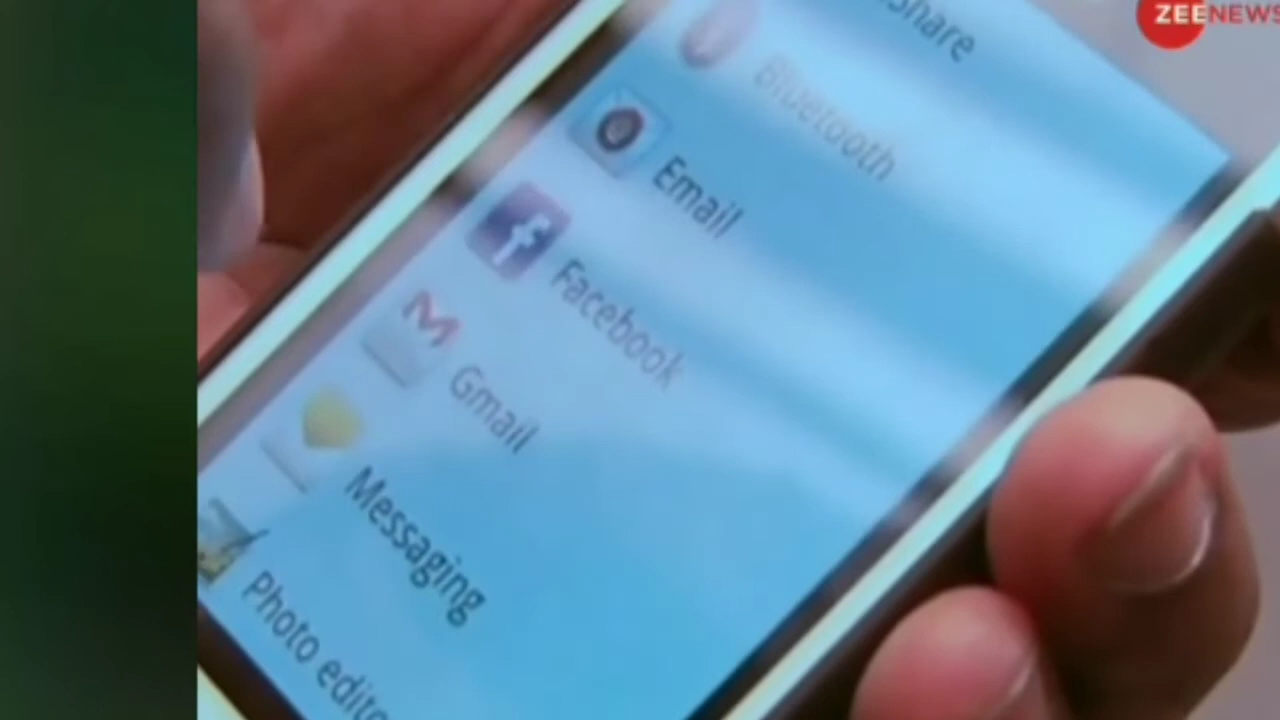 ZEENEWS
Share
Bluetooth
Email
Facebook
Gmail
Messaging
Photo edito